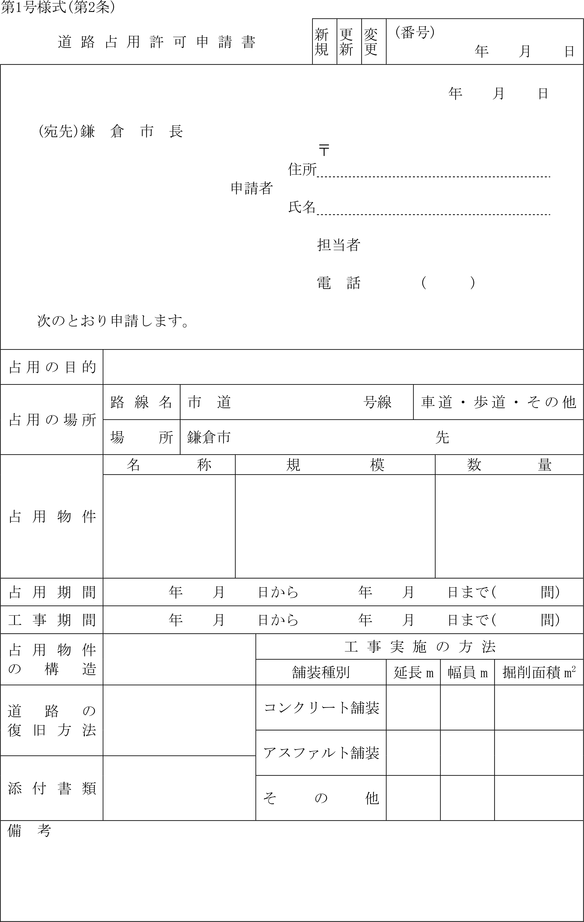 第1号様式(第2条)
道路占用許可申請書 新規 更新 変更 (番号)
年 月 日
年 月 日
(宛先)鎌倉市長
〒
住所
申請者
氏名
担当者
電話 ( )
次のとおり申請します。
占用の目的
占用の場所 路線名 市道 号線 車道・歩道・その他
場所 鎌倉市 先
占用物件 名称 規模 数量
占用期間 年 月 日から 年 月 日まで( 間)
工事期間 年 月 日から 年 月 日まで( 間)
占用物件の構造 工事実施の方法
舗装種別 延長m 幅員m 掘削面積m²
道路の復旧方法 コンクリート舗装
アスファルト舗装
添付書類 その他
備考